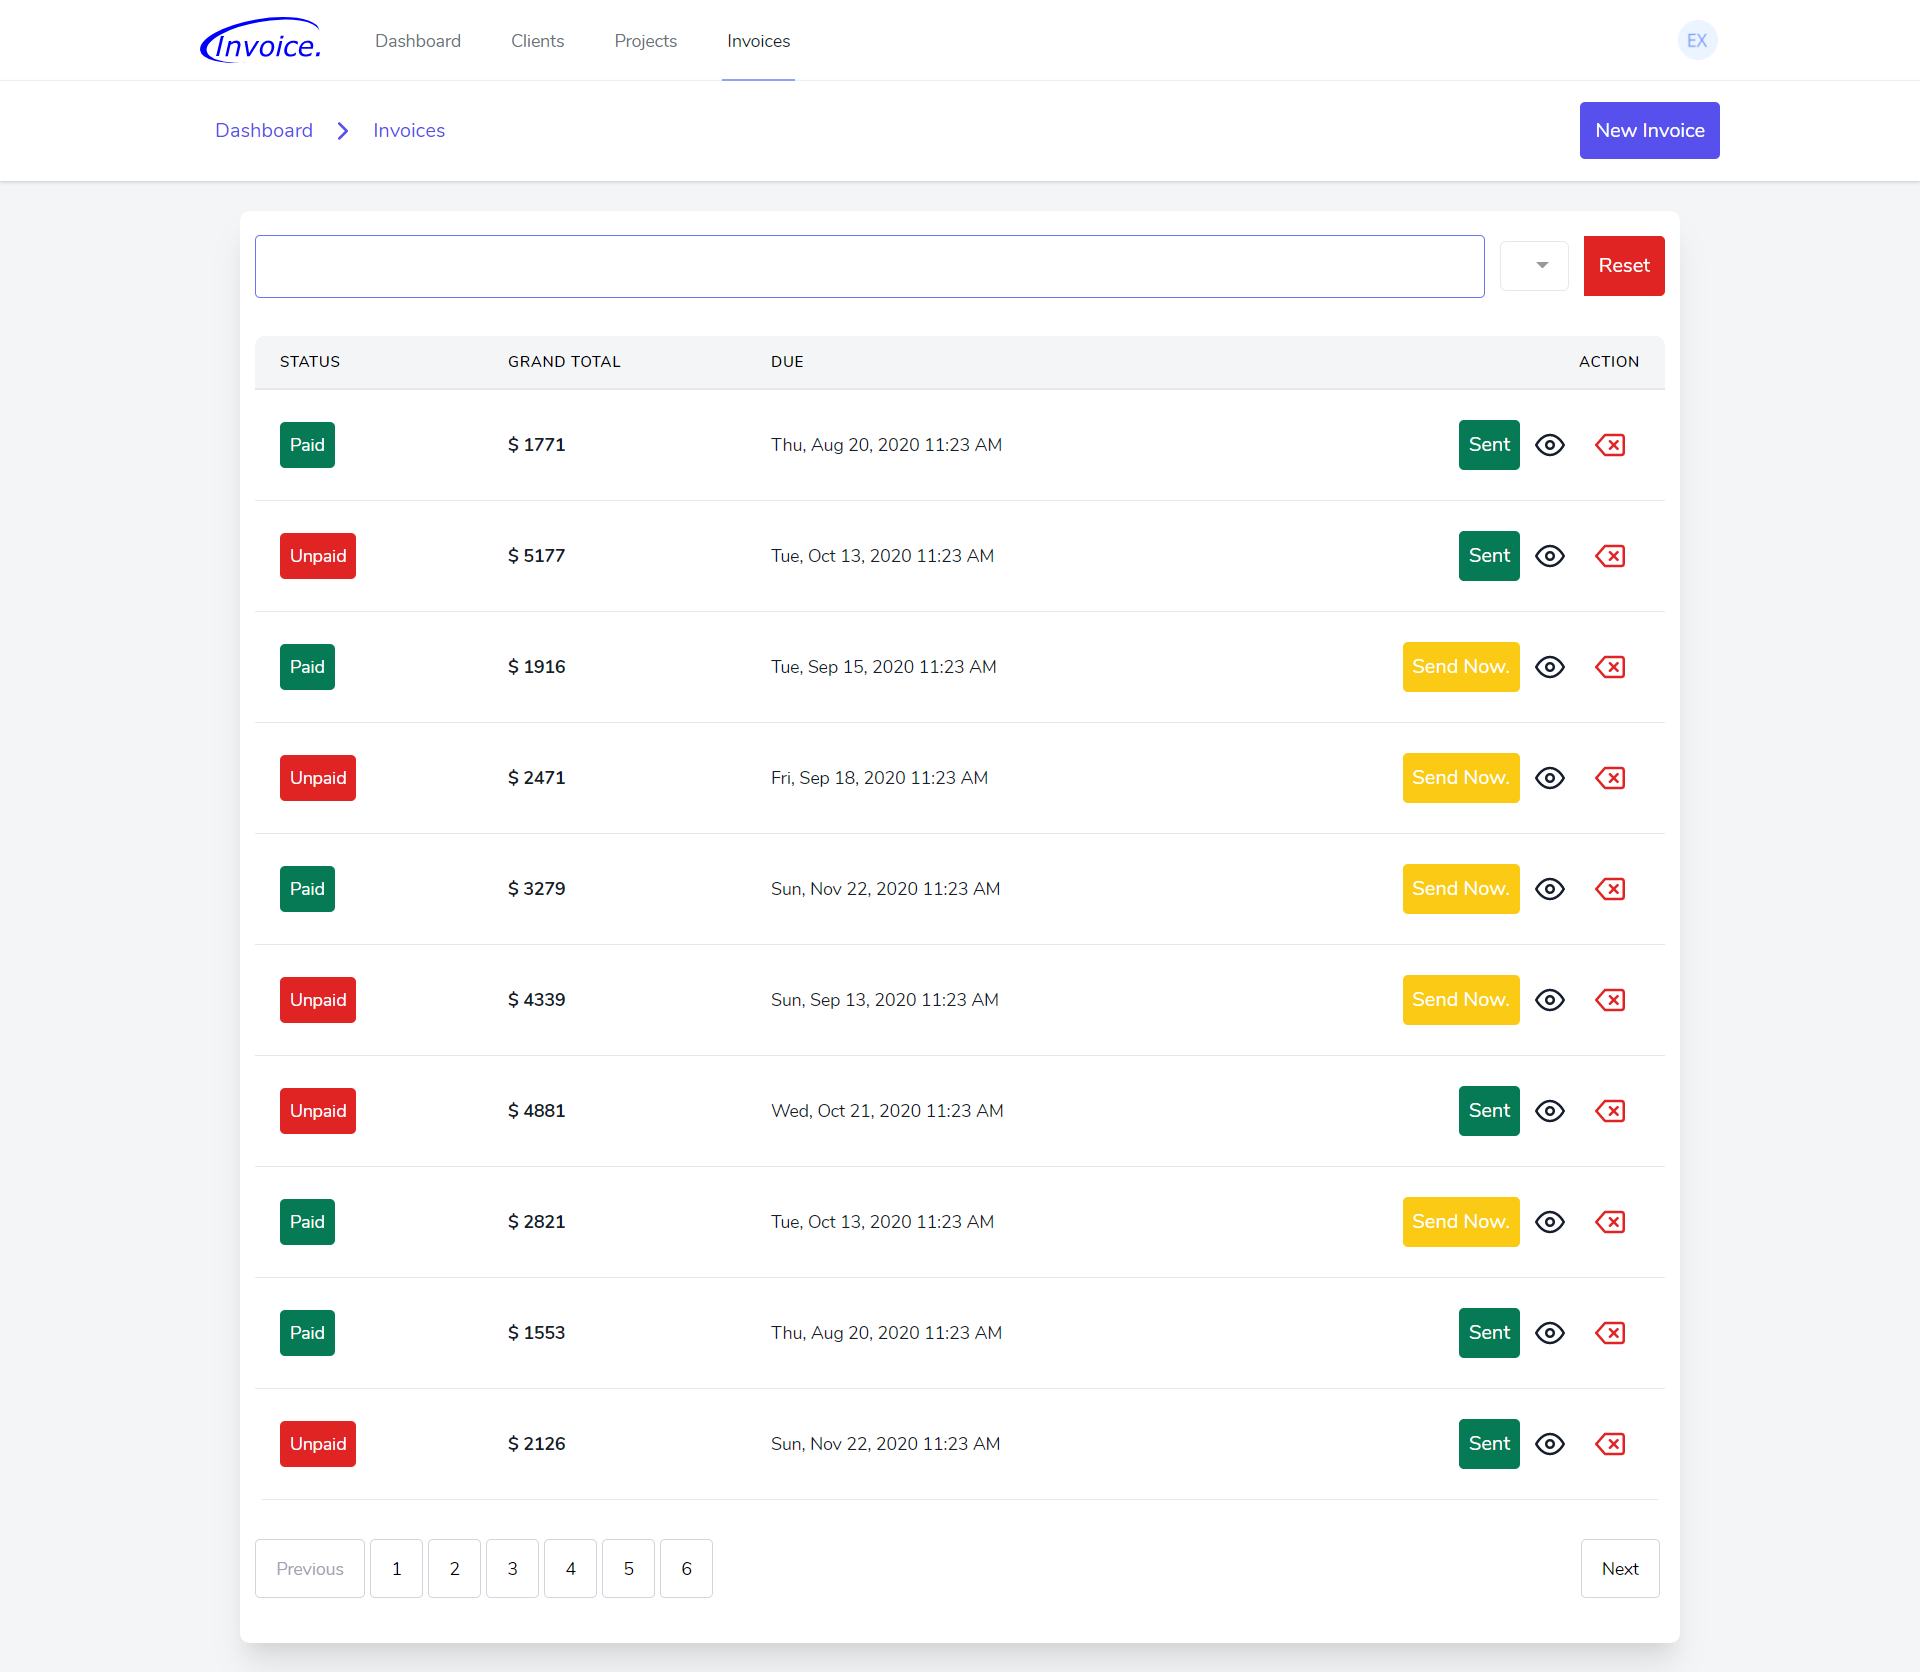 Invoice. Dashboard Clients Projects Invoices EX
Dashboard Invoices New Invoice
Reset
STATUS GRAND TOTAL DUE ACTION
Paid $ 1771 Thu, Aug 20, 2020 11:23 AM Sent
Unpaid $ 5177 Tue, Oct 13, 2020 11:23 AM Sent
Paid $ 1916 Tue, Sep 15, 2020 11:23 AM Send Now.
Unpaid $ 2471 Fri, Sep 18, 2020 11:23 AM Send Now.
Paid $ 3279 Sun, Nov 22, 2020 11:23 AM Send Now.
Unpaid $ 4339 Sun, Sep 13, 2020 11:23 AM Send Now.
Unpaid $ 4881 Wed, Oct 21, 2020 11:23 AM Sent
Paid $ 2821 Tue, Oct 13, 2020 11:23 AM Send Now.
Paid $ 1553 Thu, Aug 20, 2020 11:23 AM Sent
Unpaid $ 2126 Sun, Nov 22, 2020 11:23 AM Sent
Previous 1 2 3 4 5 6 Next